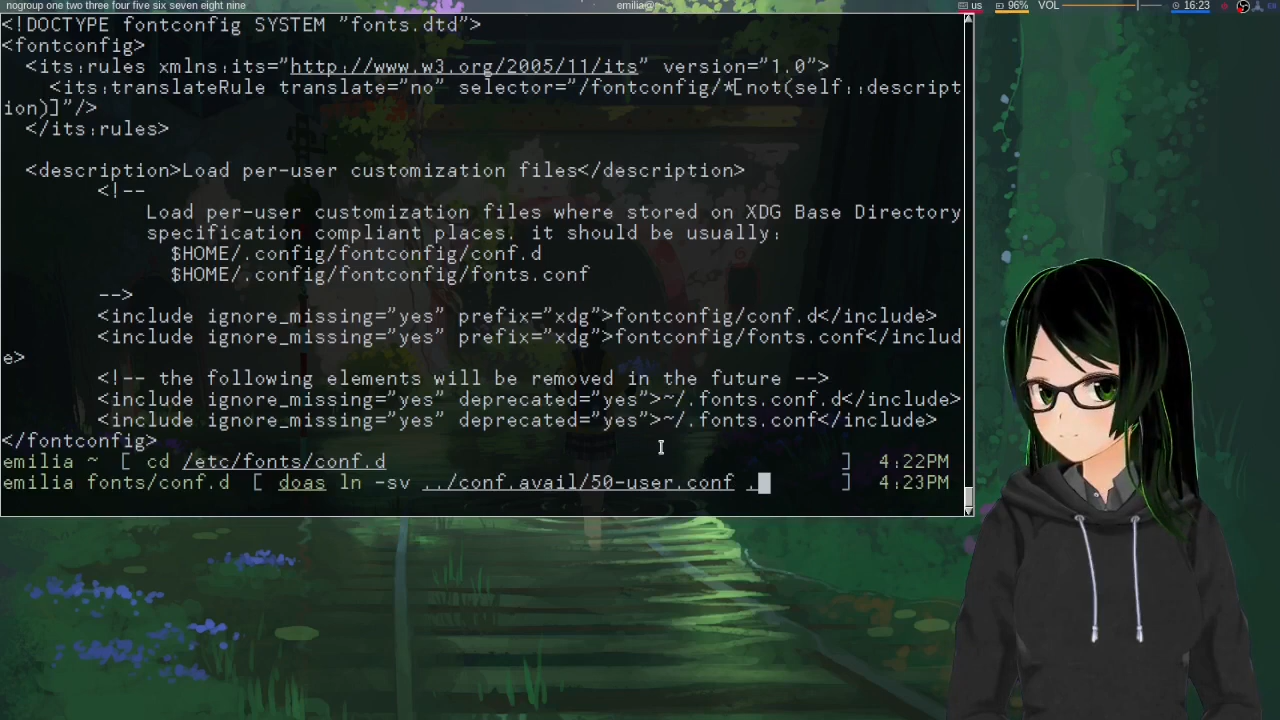 nogroup one two three four five six seven eight nine emilia@ us 96% VOL 16:23
<!DOCTYPE fontconfig SYSTEM "fonts.dtd">
<fontconfig>
  <its:rules xmlns:its="http://www.w3.org/2005/11/its" version="1.0">
    <its:translateRule translate="no" selector="/fontconfig/*[not(self::descript
ion)]"/>
  </its:rules>
  <description>Load per-user customization files</description>
        <!--
            Load per-user customization files where stored on XDG Base Directory
            specification compliant places. it should be usually:
              $HOME/.config/fontconfig/conf.d
              $HOME/.config/fontconfig/fonts.conf
        -->
        <include ignore_missing="yes" prefix="xdg">fontconfig/conf.d</include>
        <include ignore_missing="yes" prefix="xdg">fontconfig/fonts.conf</includ
e>
        <!-- the following elements will be removed in the future -->
        <include ignore_missing="yes" deprecated="yes">~/.fonts.conf.d</include>
        <include ignore_missing="yes" deprecated="yes">~/.fonts.conf</include>
</fontconfig>
emilia ~ [ cd /etc/fonts/conf.d ] 4:22PM
emilia fonts/conf.d [ doas ln -sv ../conf.avail/50-user.conf . ] 4:23PM